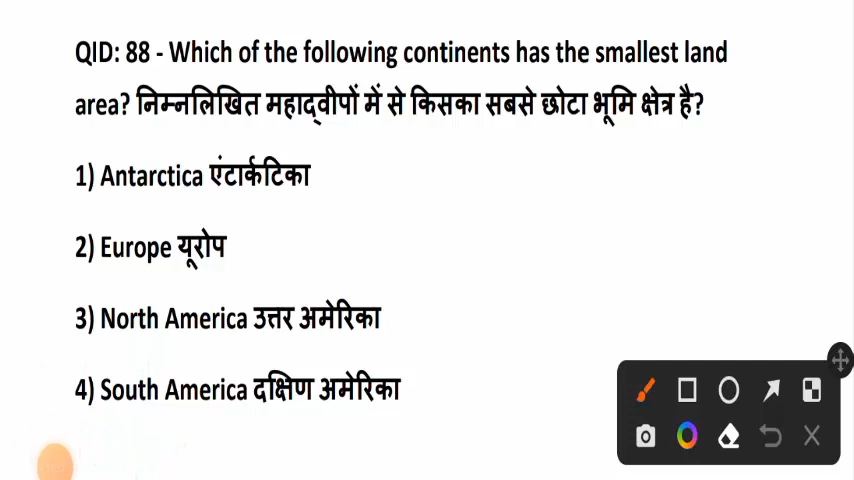 QID: 88 - Which of the following continents has the smallest land
area? निम्नलिखित महाद्वीपों में से किसका सबसे छोटा भूमि क्षेत्र है?
1) Antarctica एंटार्कटिका
2) Europe यूरोप
3) North America उत्तर अमेरिका
4) South America दक्षिण अमेरिका